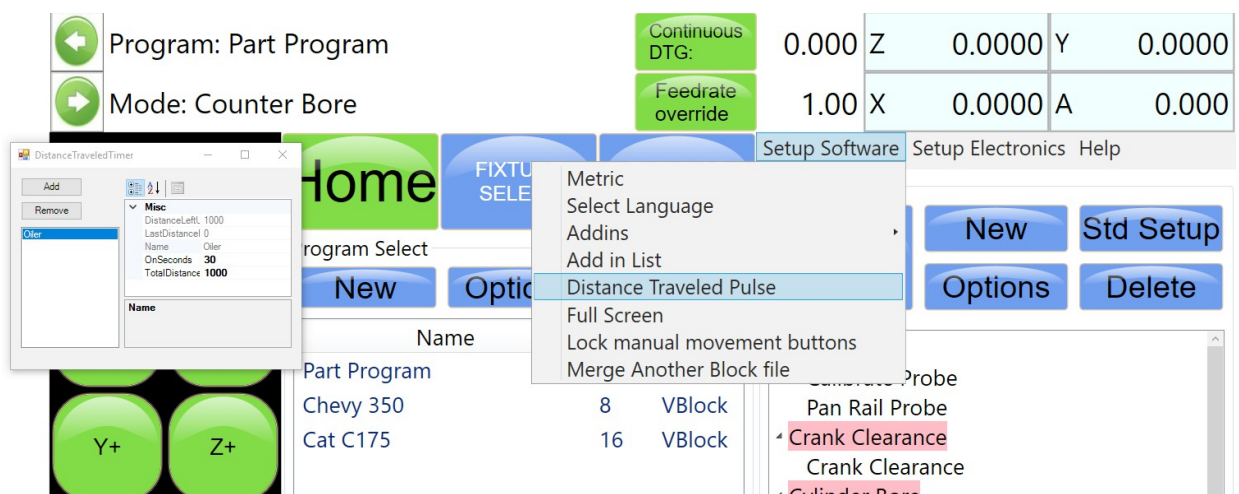 Program: Part Program
Continuous DTG:
0.000
Z
0.0000
Y
0.0000
Mode: Counter Bore
Feedrate override
1.00
X
0.0000
A
0.000
Setup Software
Setup Electronics
Help
DistanceTraveledTimer
Add
Remove
Oiler
Misc
DistanceLeftU
1000
LastDistanceI
0
Name
Oiler
OnSeconds
30
TotalDistance
1000
Name
Home
FIXTU
SELE
Metric
Select Language
Addins
Add in List
Distance Traveled Pulse
Full Screen
Lock manual movement buttons
Merge Another Block file
New
Std Setup
Options
Delete
rogram Select
New
Optic
Name
Part Program
Chevy 350
8
VBlock
Cat C175
16
VBlock
Probe
Pan Rail Probe
Crank Clearance
Crank Clearance
Cylinder Bore
Y+
Z+